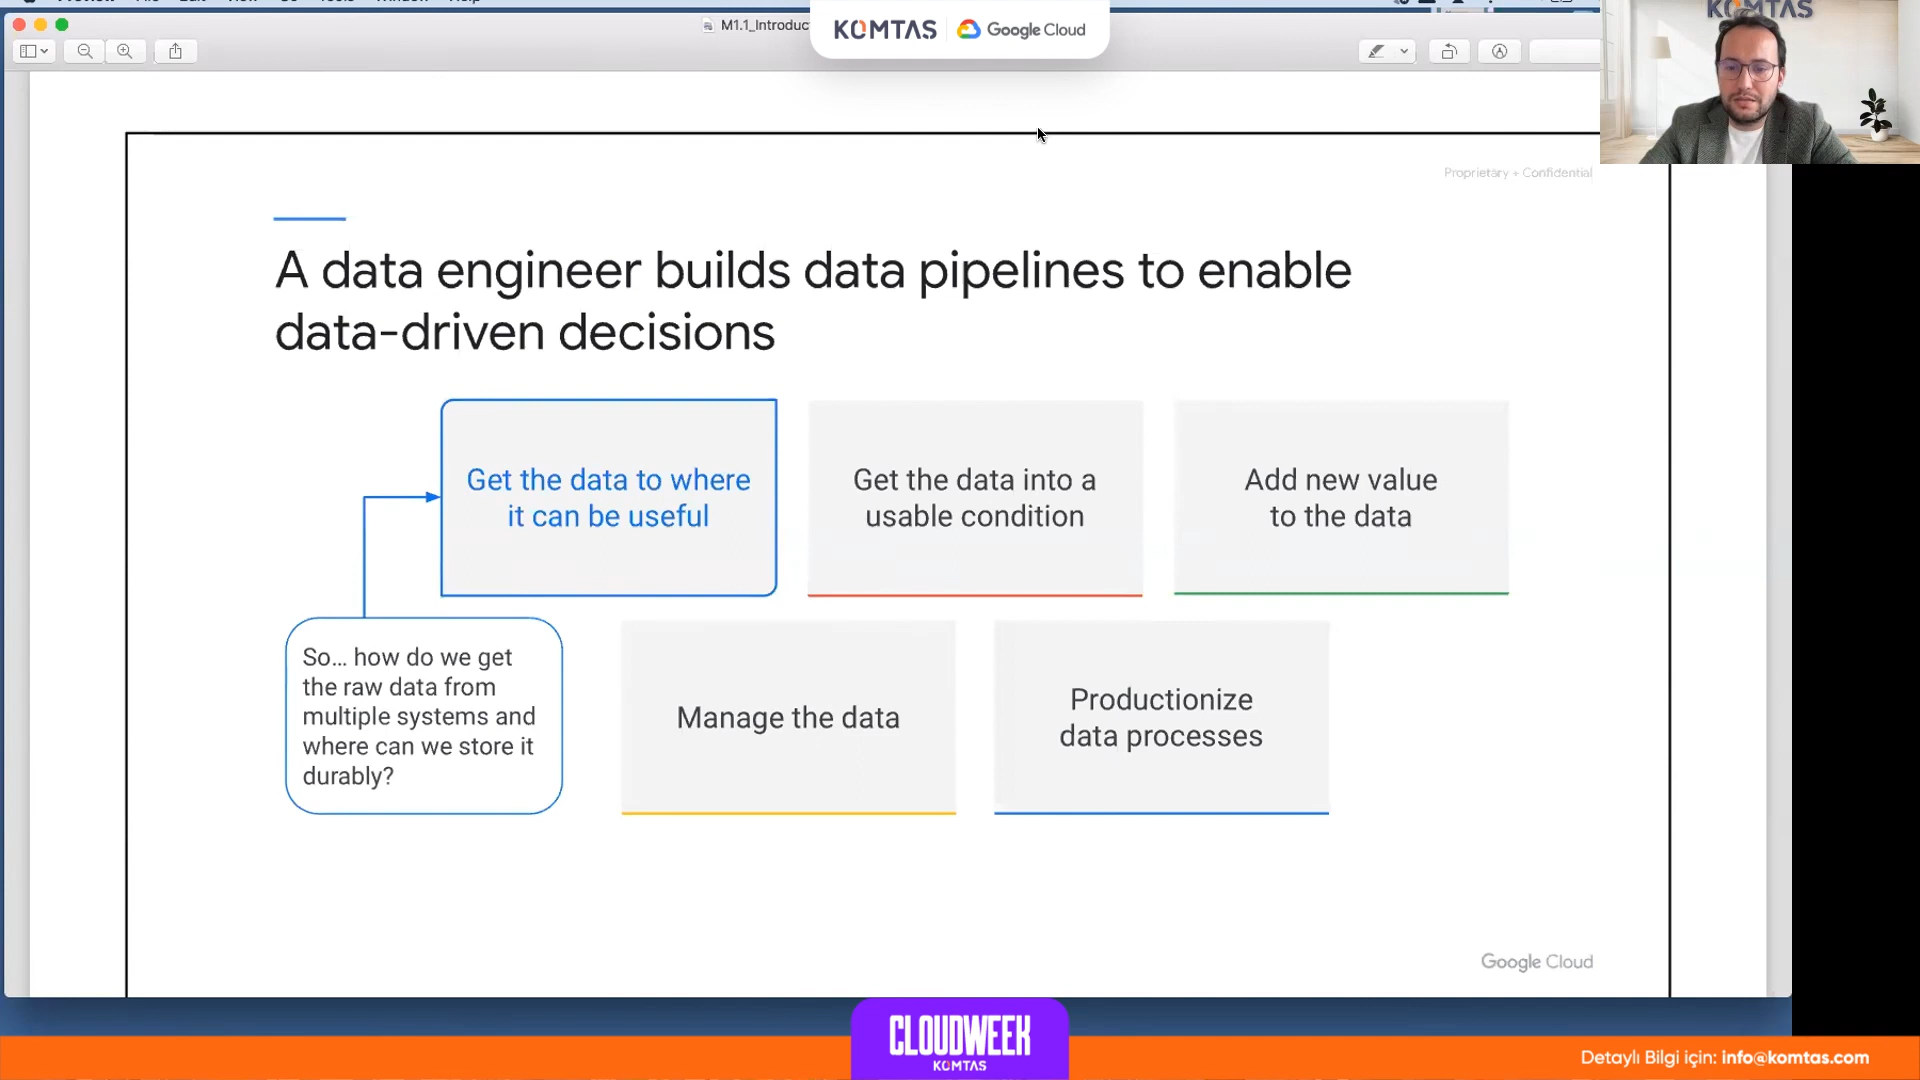 M1.1_Introduc
KOMTAS
Google Cloud
KOMTAS
Proprietary + Confidential
A data engineer builds data pipelines to enable
data-driven decisions
Get the data to where
it can be useful
Get the data into a
usable condition
Add new value
to the data
So... how do we get
the raw data from
multiple systems and
where can we store it
durably?
Manage the data
Productionize
data processes
Google Cloud
CLOUDWEEK
KOMTAS
Detaylı Bilgi için: info@komtas.com